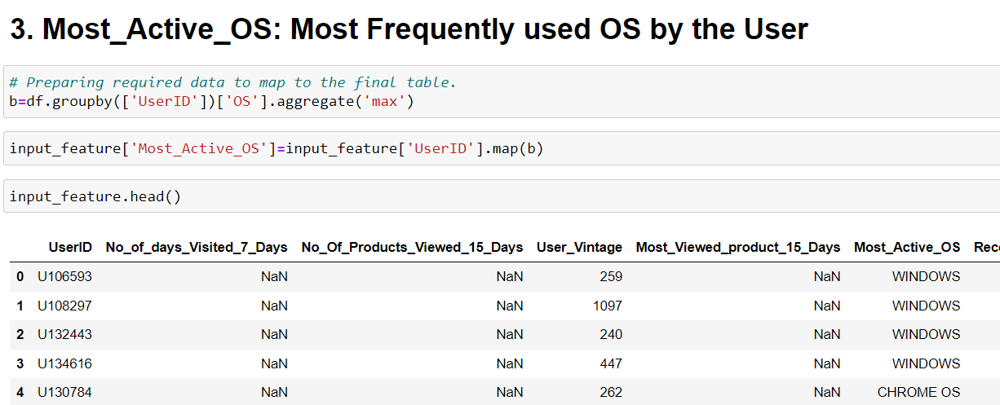 3. Most_Active_OS: Most Frequently used OS by the User
# Preparing required data to map to the final table.
b=df.groupby(['UserID'])['OS'].aggregate('max')
input_feature['Most_Active_OS']=input_feature['UserID'].map(b)
input_feature.head()
UserID No_of_days_Visited_7_Days No_Of_Products_Viewed_15_Days User_Vintage Most_Viewed_product_15_Days Most_Active_OS
0 U106593 NaN NaN 259 NaN WINDOWS
1 U108297 NaN NaN 1097 NaN WINDOWS
2 U132443 NaN NaN 240 NaN WINDOWS
3 U134616 NaN NaN 447 NaN WINDOWS
4 U130784 NaN NaN 262 NaN CHROME OS